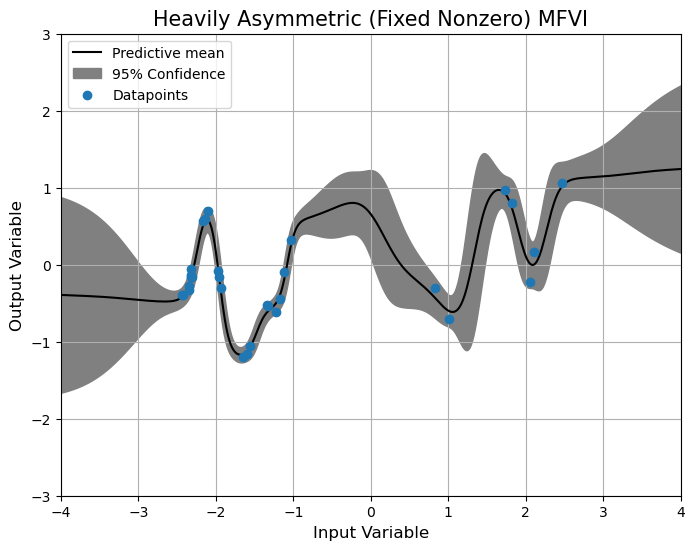 Heavily Asymmetric (Fixed Nonzero) MFVI
Predictive mean
95% Confidence
Datapoints
3
2
1
0
−1
−2
−3
Output Variable
−4 −3 −2 −1 0 1 2 3 4
Input Variable